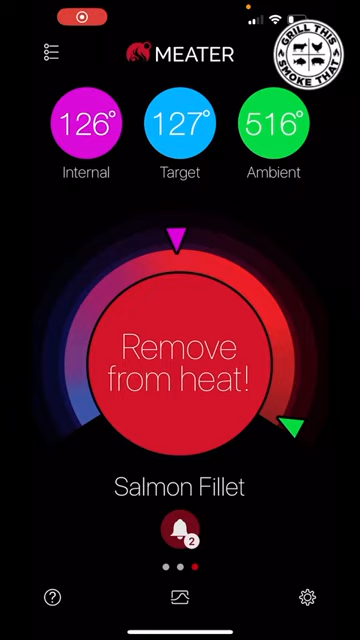 MEATER
GRILL THIS
SMOKE THAT
126°
127°
516°
Internal
Target
Ambient
Remove
from heat!
Salmon Fillet
2
?